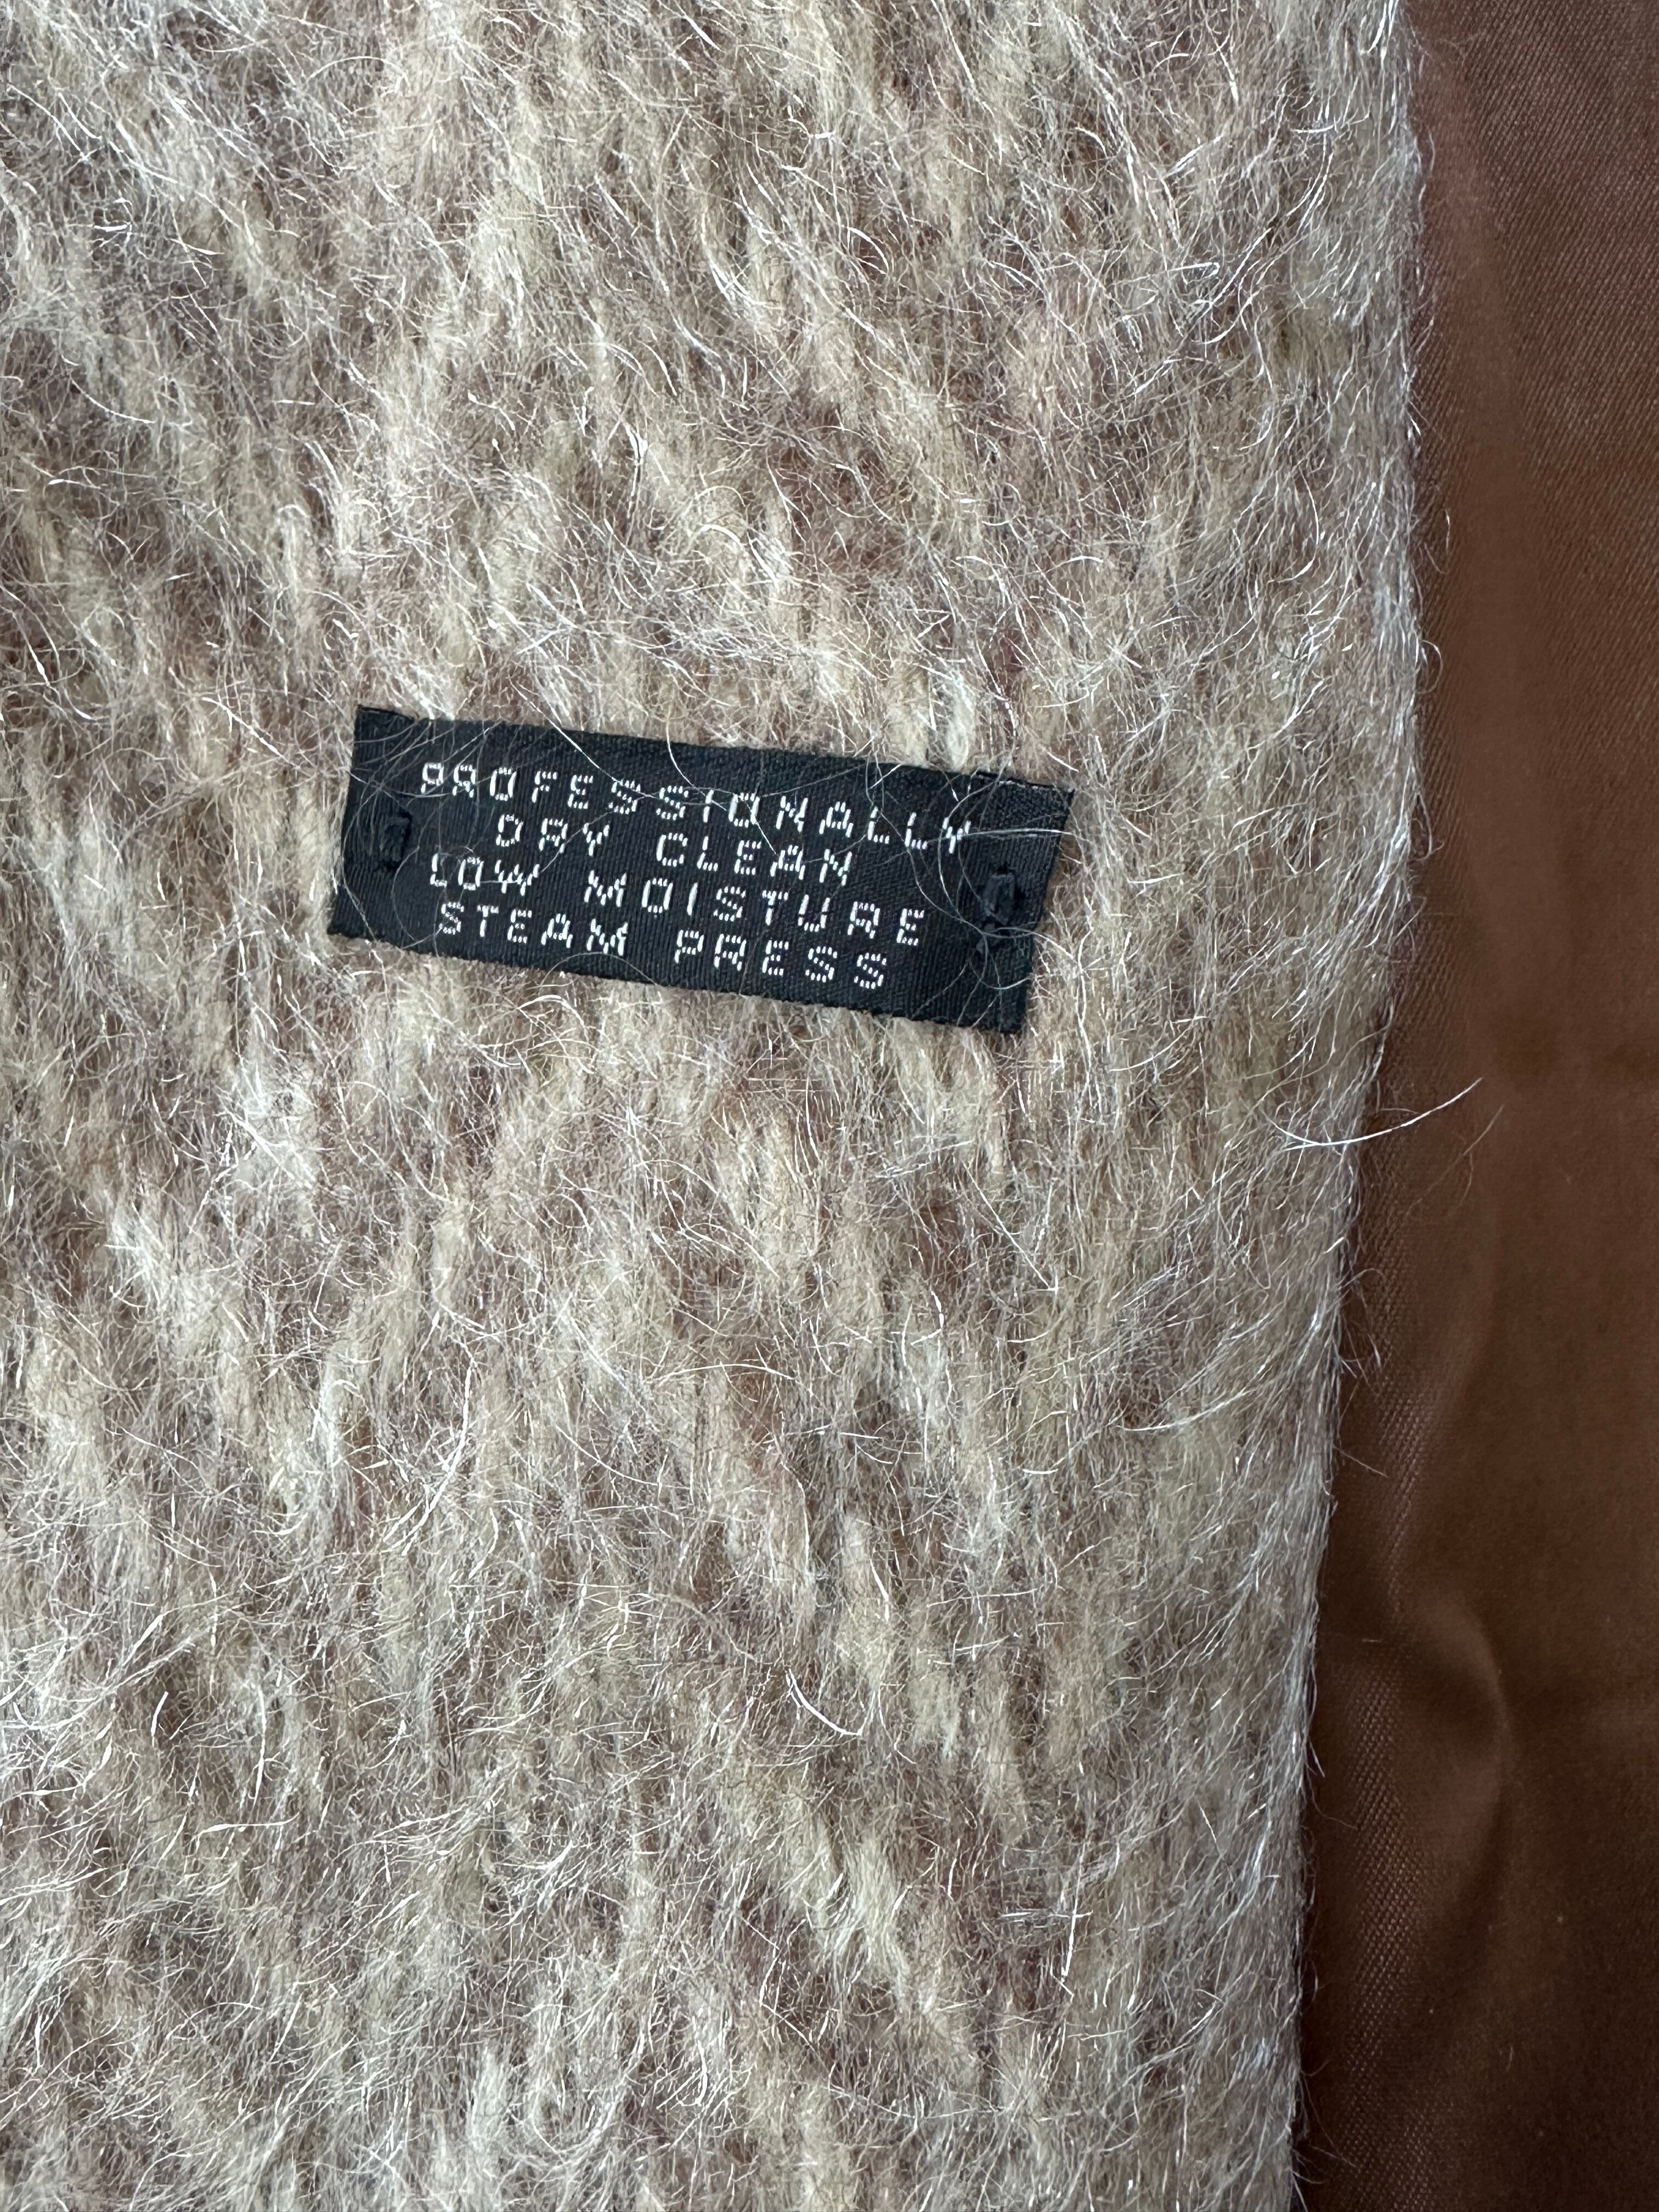 PROFESSIONALLY
DRY CLEAN
LOW MOISTURE
STEAM PRESS